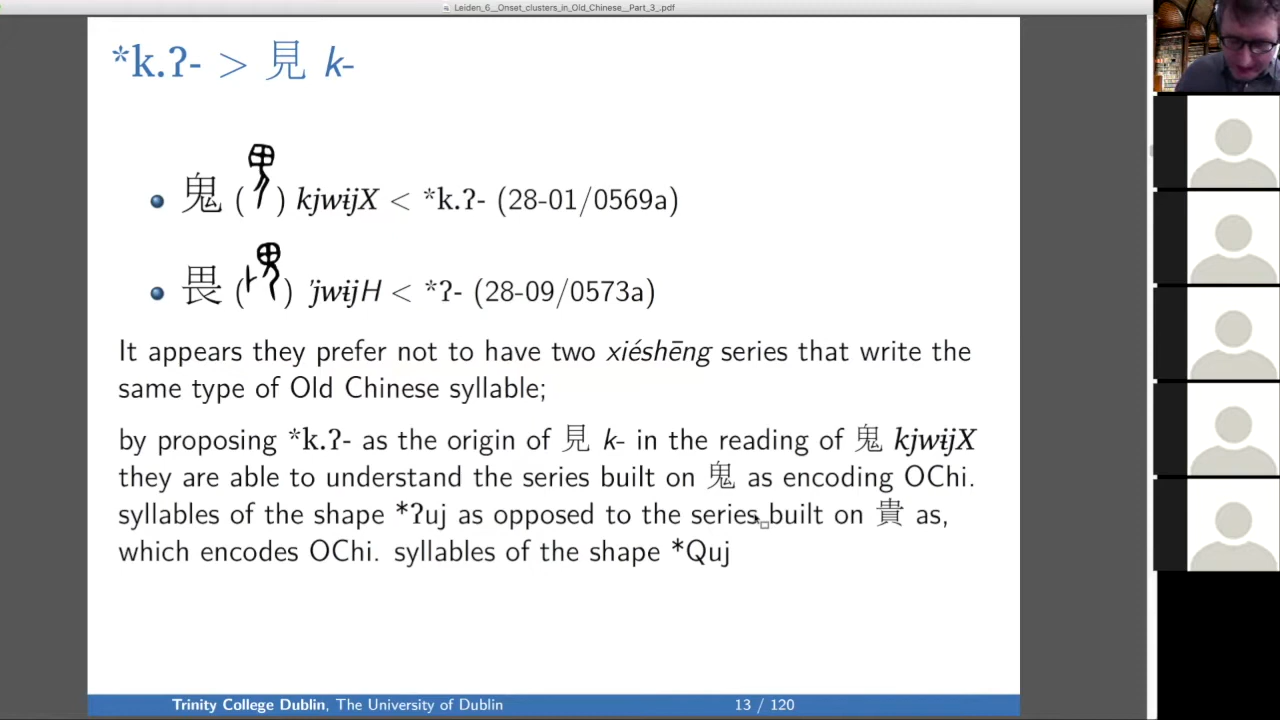 Leiden_6__Onset_clusters_in_Old_Chinese__Part_3_.pdf
*k.ʔ- > 見 k-
鬼 ( ) kjwɨjX < *k.ʔ- (28-01/0569a)
畏 ( ) ’jwɨjH < *ʔ- (28-09/0573a)
It appears they prefer not to have two xiéshēng series that write the
same type of Old Chinese syllable;
by proposing *k.ʔ- as the origin of 見 k- in the reading of 鬼 kjwɨjX
they are able to understand the series built on 鬼 as encoding OChi.
syllables of the shape *ʔuj as opposed to the series built on 貴 as,
which encodes OChi. syllables of the shape *Quj
Trinity College Dublin, The University of Dublin 13 / 120